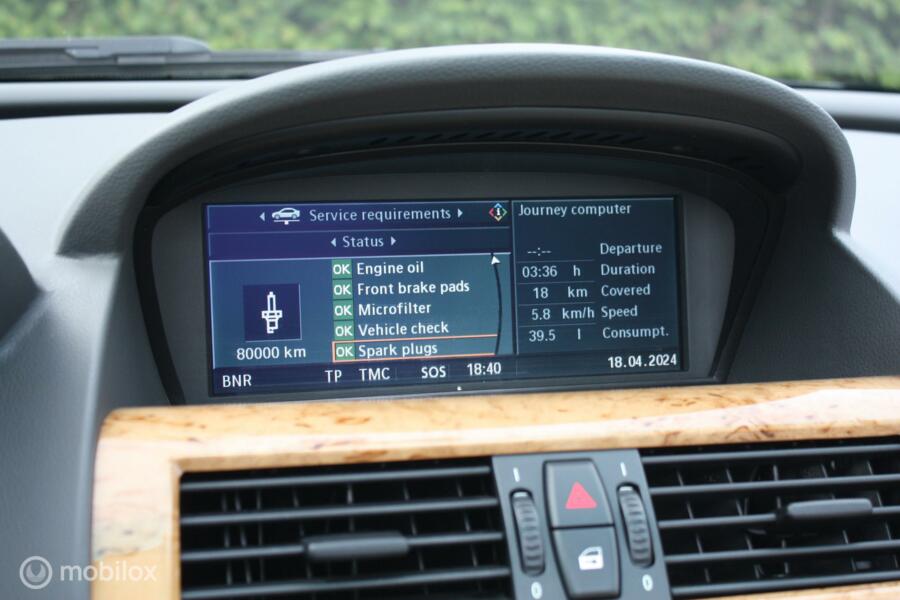 Service requirements
Status
OK Engine oil
OK Front brake pads
OK Microfilter
OK Vehicle check
OK Spark plugs
80000 km
Journey computer
--:-- Departure
03:36 h Duration
18 km Covered
5.8 km/h Speed
39.5 l Consumpt.
18.04.2024
BNR TP TMC SOS 18:40
I I
0 0
mobilox